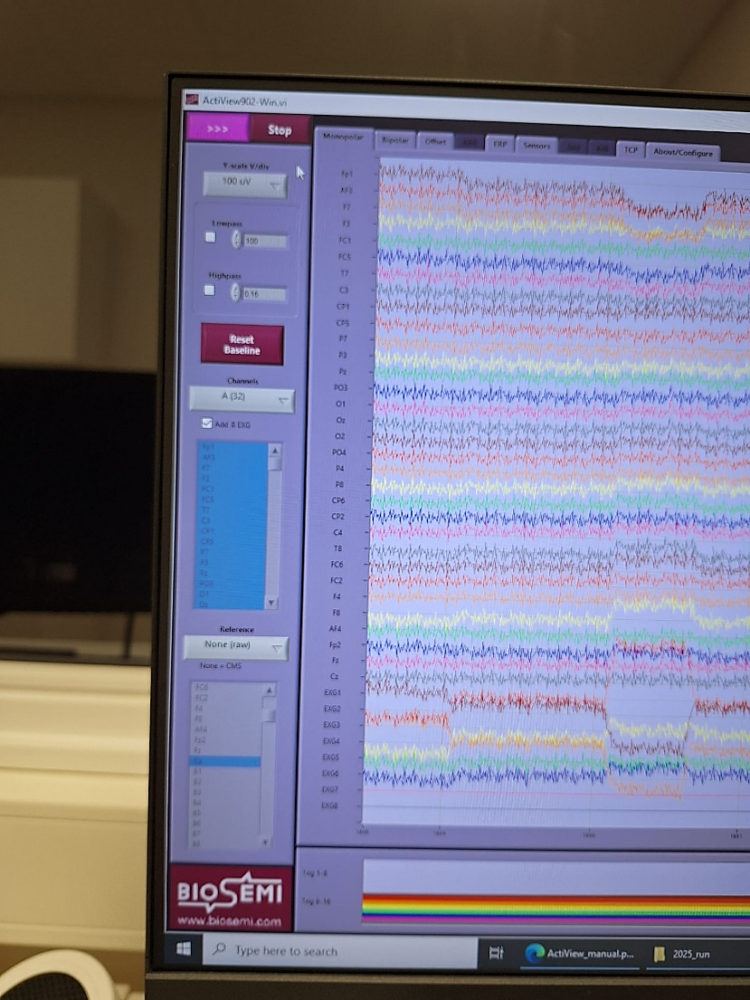 ActiView902-Win.vi
>>> Stop
Monopolar Bipolar Offset ERP Sensors TCP About/Configure
Y-scale V/div
100 uV
Lowpass
100
Highpass
0.16
Reset
Baseline
Channels
A (32)
Add 8 EXG
Fp1
AF3
F7
F3
FC1
FC5
T7
C3
CP1
CP5
P7
P3
Pz
PO3
O1
Oz
Reference
None (raw)
None = CMS
FC6
FC2
F4
F8
AF4
Fp2
Fz
Cz
B1
B2
B3
B4
B5
B6
B7
B8
BIOSEMI
www.biosemi.com
Fp1
AF3
F7
F3
FC1
FC5
T7
C3
CP1
CP5
P7
P3
Pz
PO3
O1
Oz
O2
PO4
P4
P8
CP6
CP2
C4
T8
FC6
FC2
F4
F8
AF4
Fp2
Fz
Cz
EXG1
EXG2
EXG3
EXG4
EXG5
EXG6
EXG7
EXG8
Trig 1-8
Trig 9-16
Type here to search ActiView_manual.p... 2025_run